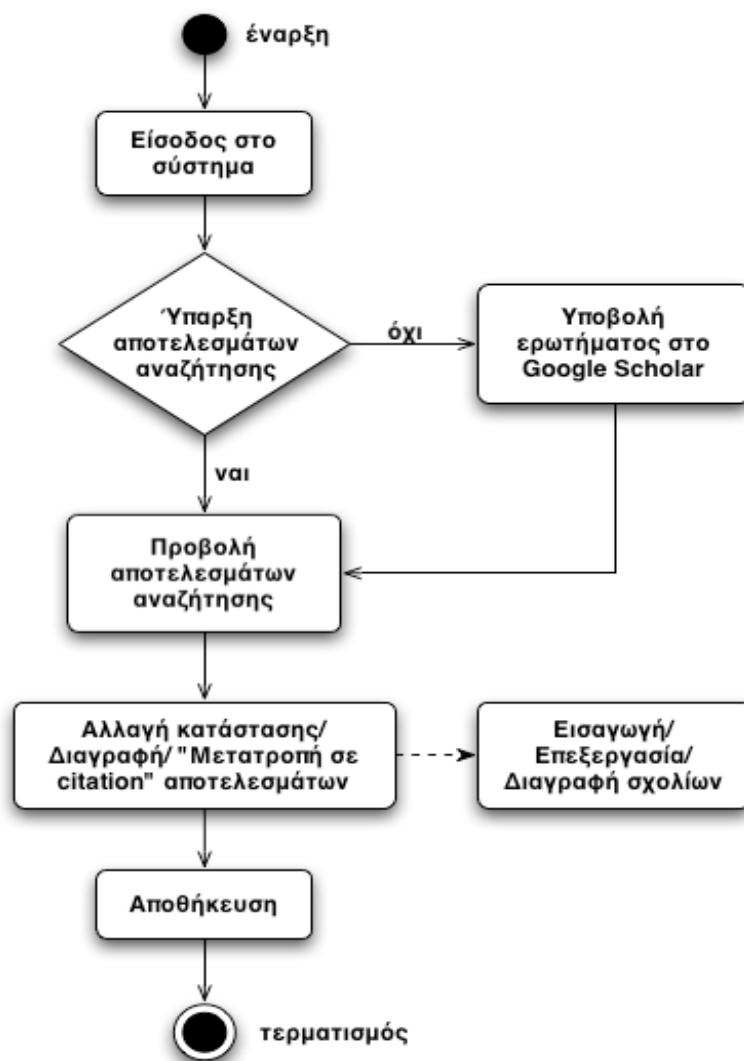 έναρξη
Είσοδος στο
σύστημα
Ύπαρξη
αποτελεσμάτων
αναζήτησης
όχι
Υποβολή
ερωτήματος στο
Google Scholar
ναι
Προβολή
αποτελεσμάτων
αναζήτησης
Αλλαγή κατάστασης/
Διαγραφή/ "Μετατροπή σε
citation" αποτελεσμάτων
Εισαγωγή/
Επεξεργασία/
Διαγραφή σχολίων
Αποθήκευση
τερματισμός